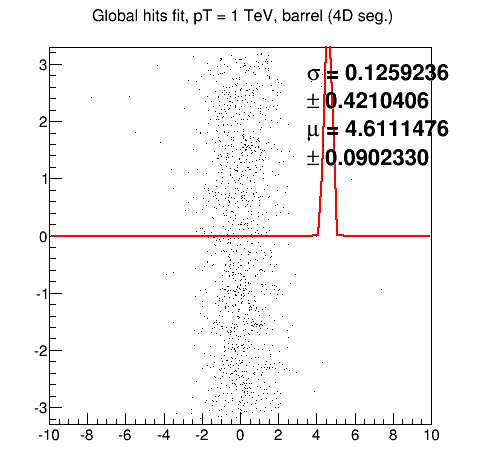 Global hits fit, pT = 1 TeV, barrel (4D seg.)
σ = 0.1259236
± 0.4210406
μ = 4.6111476
± 0.0902330
3
2
1
0
-1
-2
-3
-10 -8 -6 -4 -2 0 2 4 6 8 10